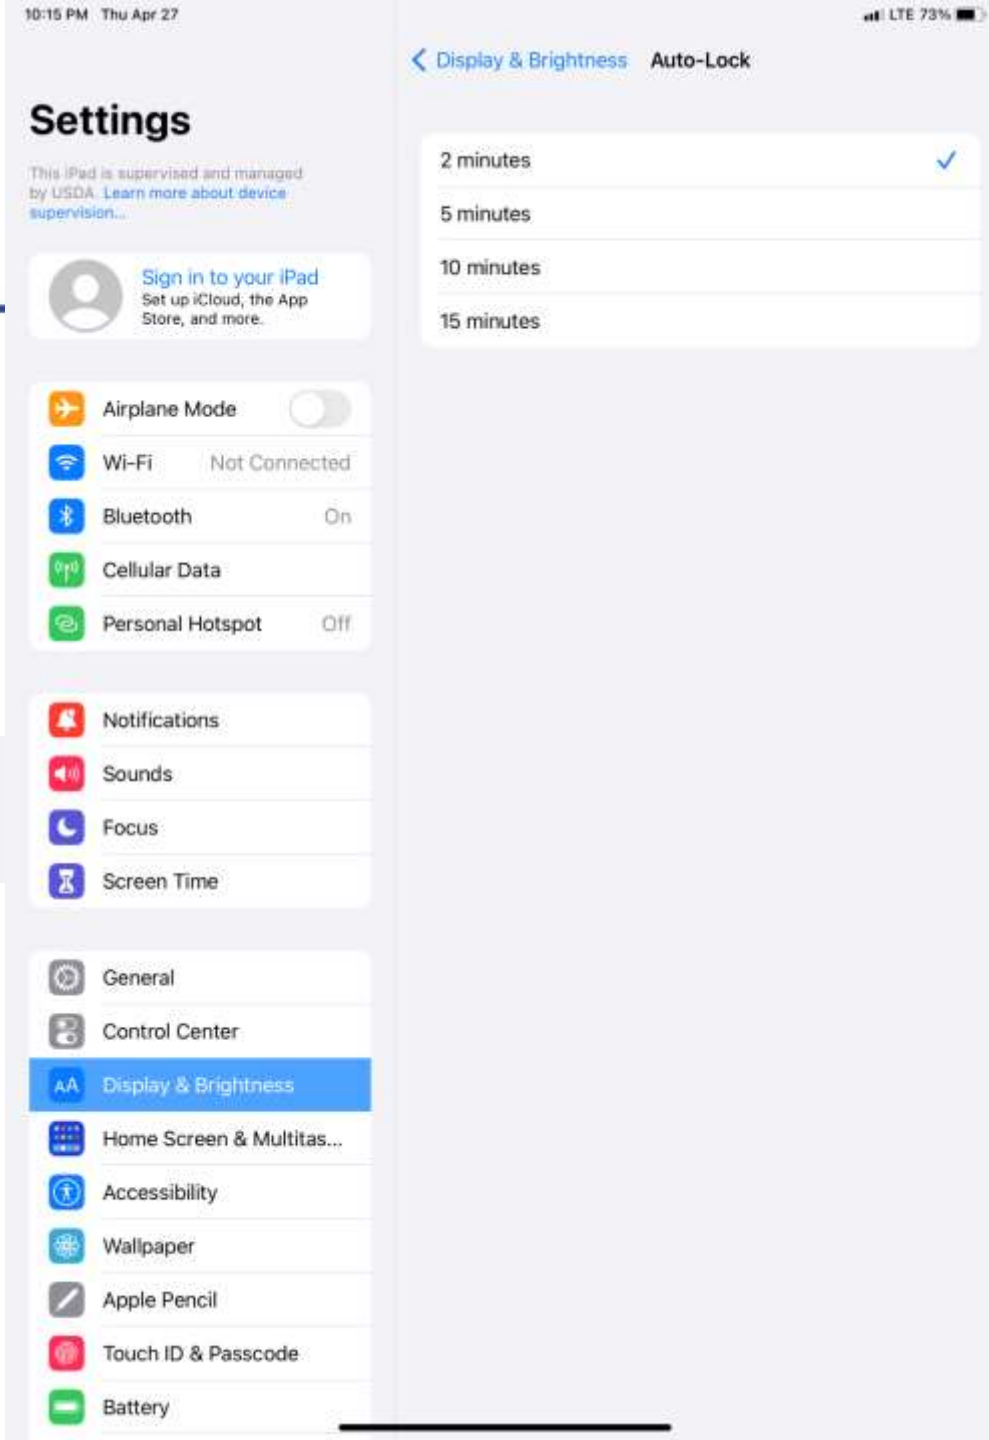 10:15 PM Thu Apr 27
LTE 73%
Settings
This iPad is supervised and managed
by USDA. Learn more about device
supervision...
Sign in to your iPad
Set up iCloud, the App
Store, and more.
Airplane Mode
Wi-Fi Not Connected
Bluetooth On
Cellular Data
Personal Hotspot Off
Notifications
Sounds
Focus
Screen Time
General
Control Center
AA Display & Brightness
Home Screen & Multitas...
Accessibility
Wallpaper
Apple Pencil
Touch ID & Passcode
Battery
Display & Brightness Auto-Lock
2 minutes
5 minutes
10 minutes
15 minutes